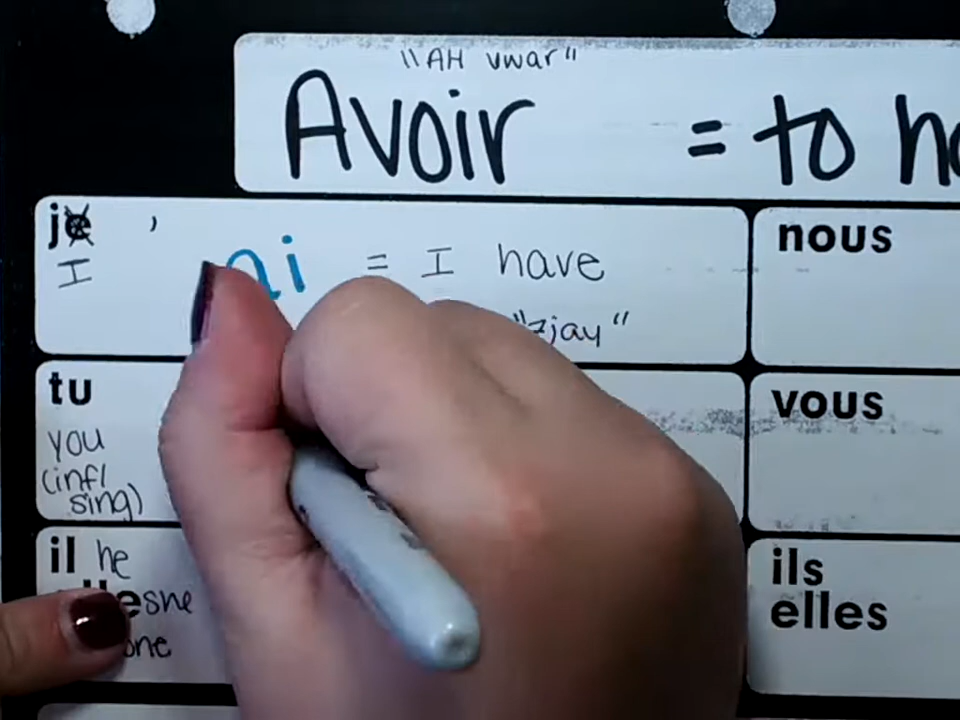 "AH vwar"
Avoir = to
je ' ai = I have
I
"zjay"
nous
tu
you
(infl
sing)
vous
il he
she
one
ils
elles